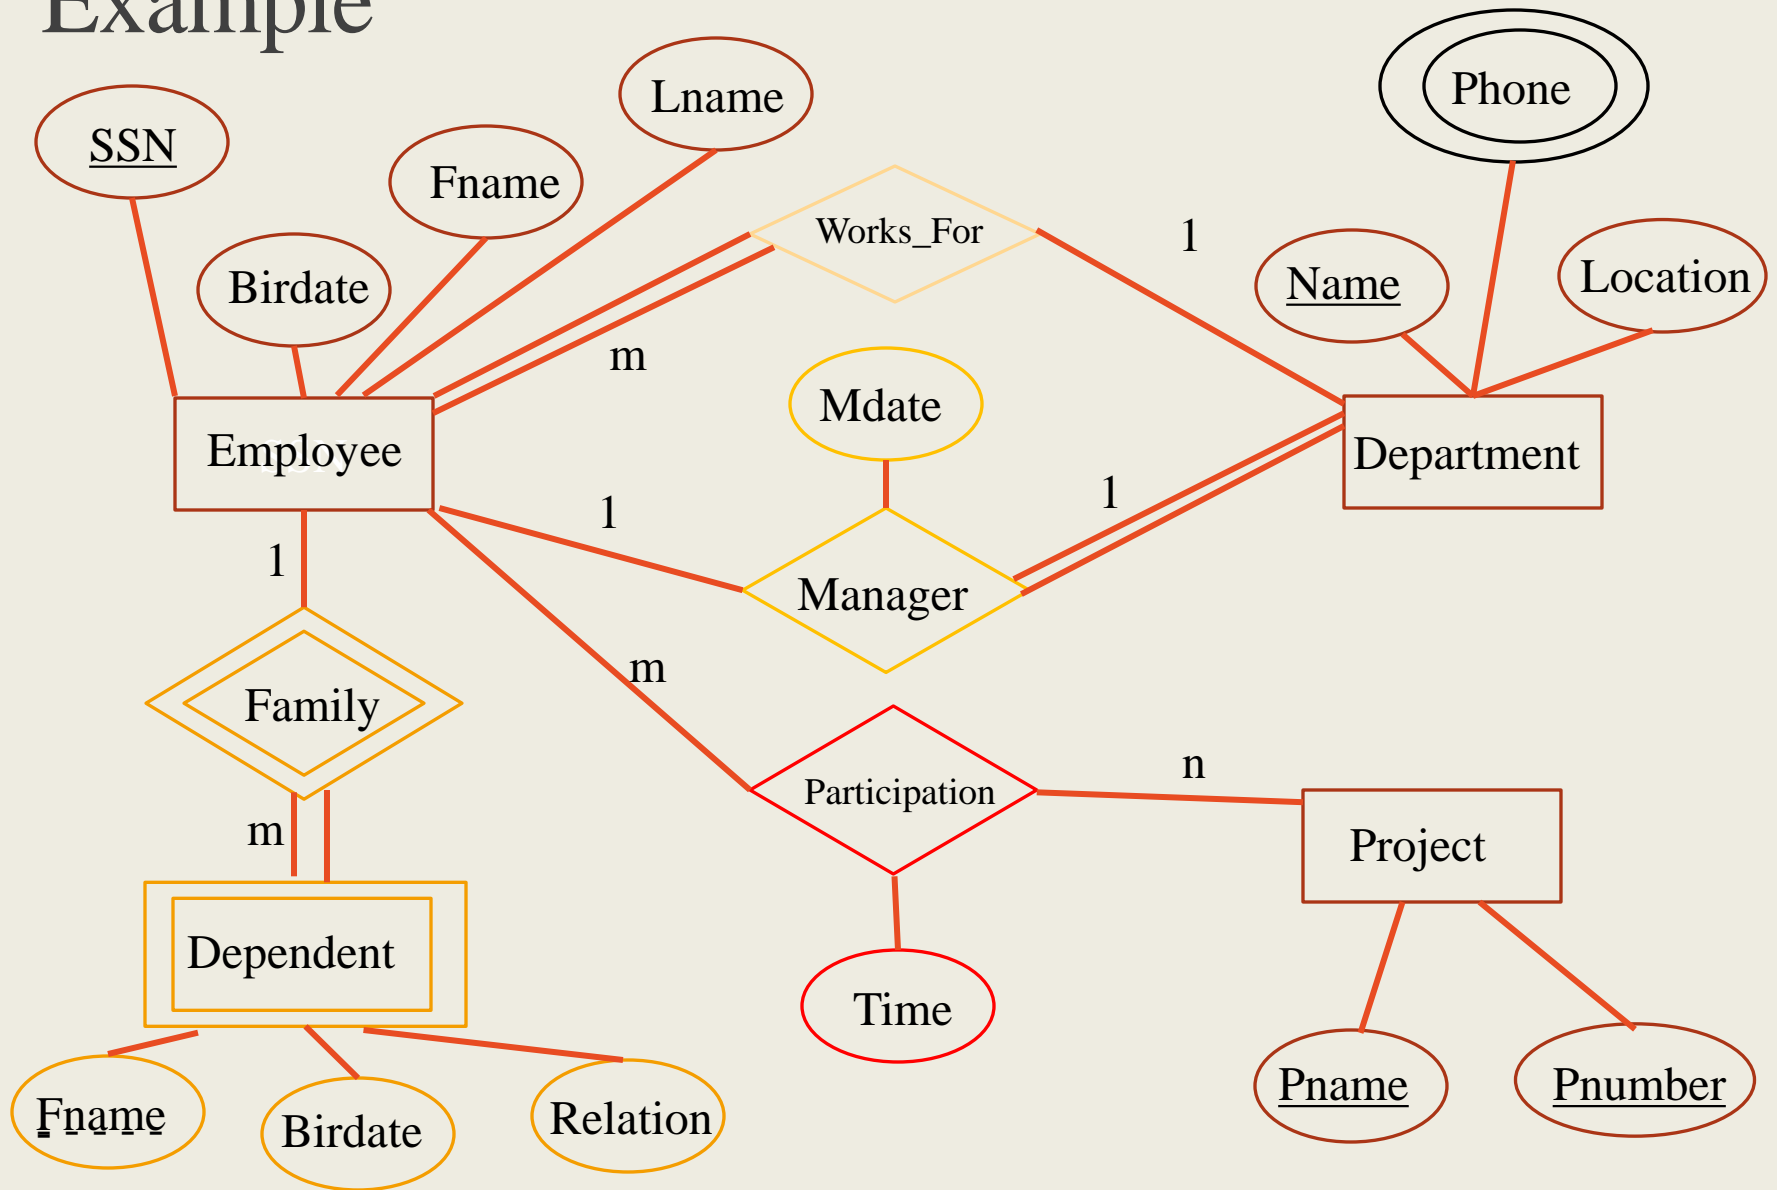 Example
Lname
Phone
SSN
Fname
Works_For
1
Name
Location
Birdate
m
Mdate
Employee
Department
1
1
1
Manager
m
Family
Participation
n
m
Project
Dependent
Time
Fname
Birdate
Relation
Pname
Pnumber